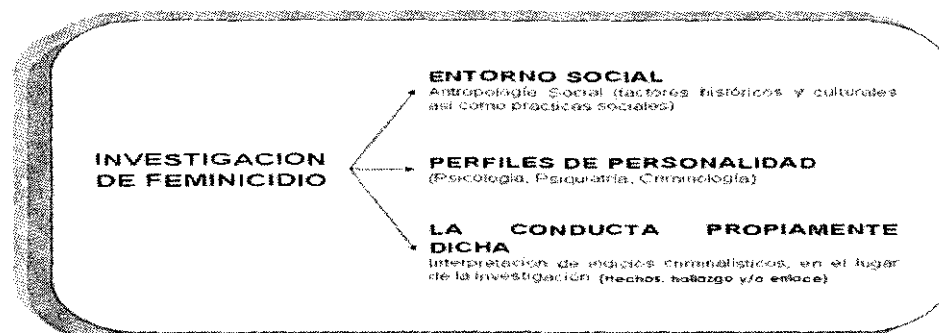 ENTORNO SOCIAL
Antropología Social (factores históricos y culturales
así como practicas sociales)
INVESTIGACION
DE FEMINICIDIO
PERFILES DE PERSONALIDAD
(Psicología, Psiquiatría, Criminología)
LA CONDUCTA PROPIAMENTE
DICHA
Interpretación de indicios criminalísticos, en el lugar
de la investigación (Hechos, hallazgo y/o enlace)